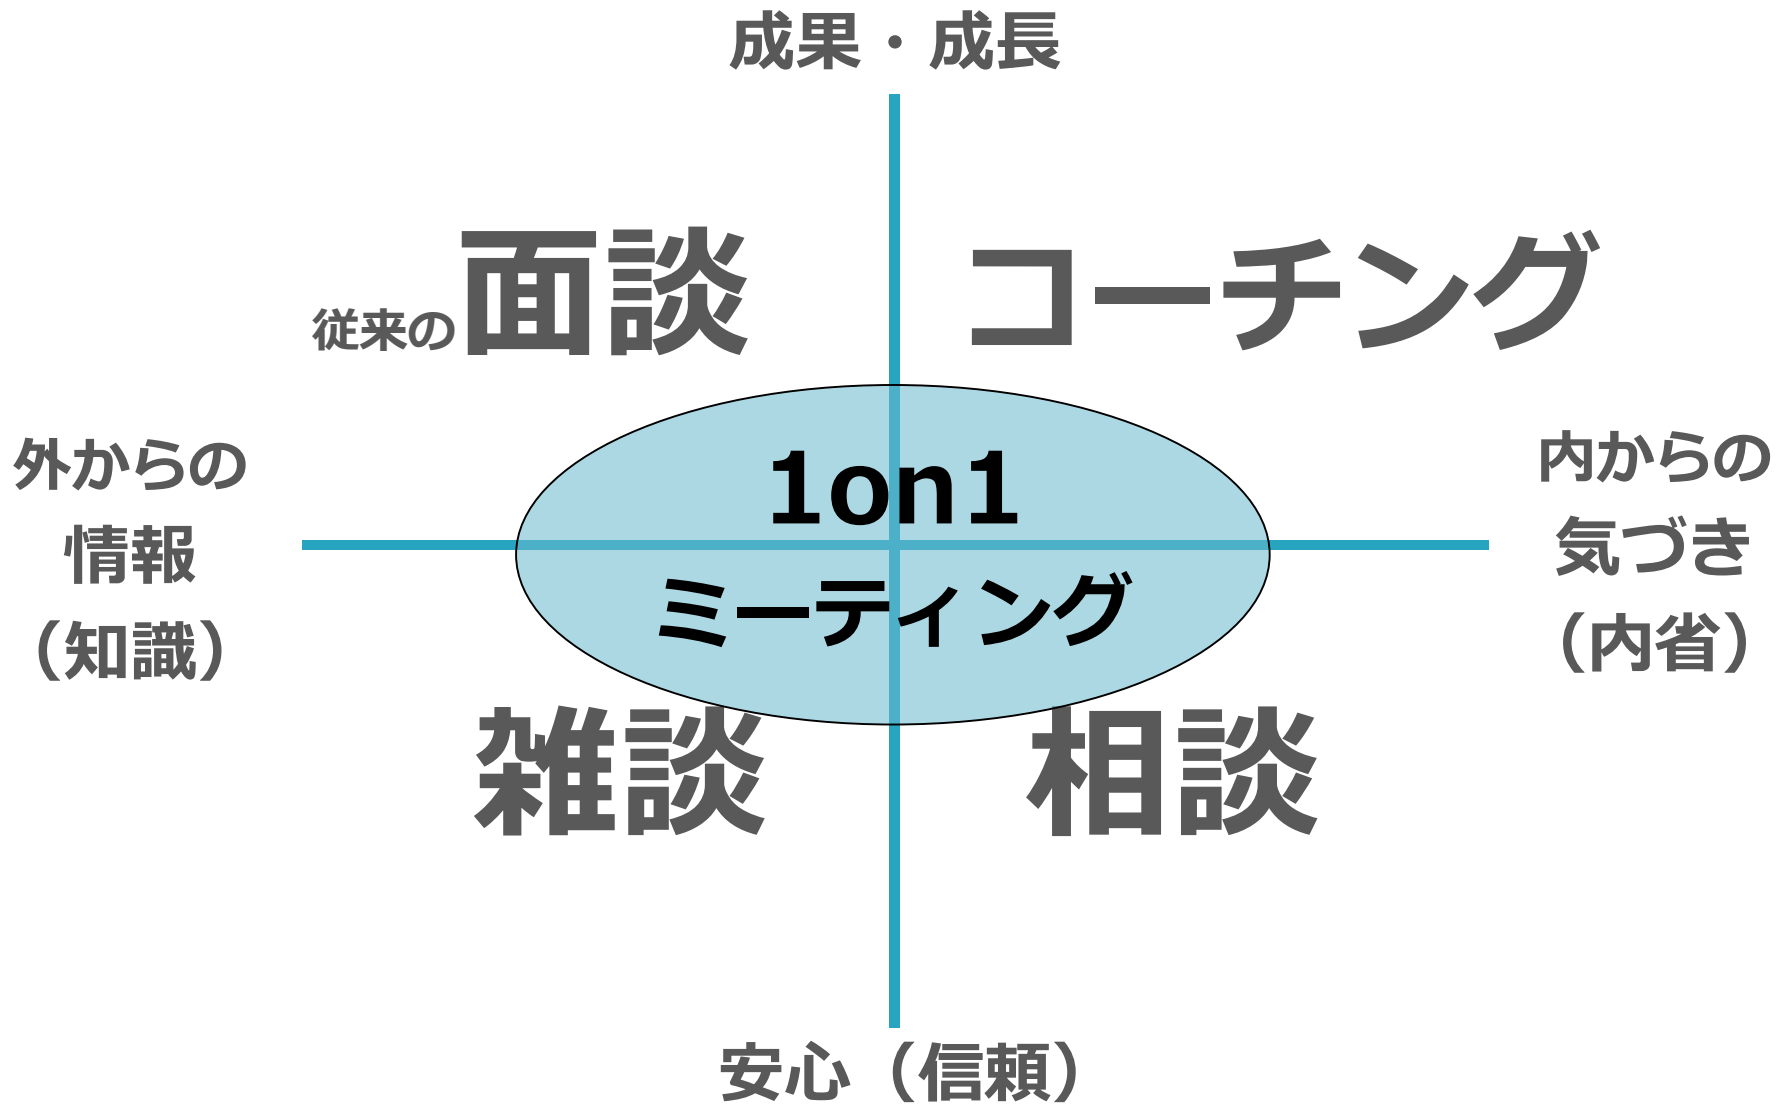 成果・成長
従来の面談
コーチング
外からの
情報
（知識）
1on1
ミーティング
内からの
気づき
（内省）
雑談
相談
安心（信頼）